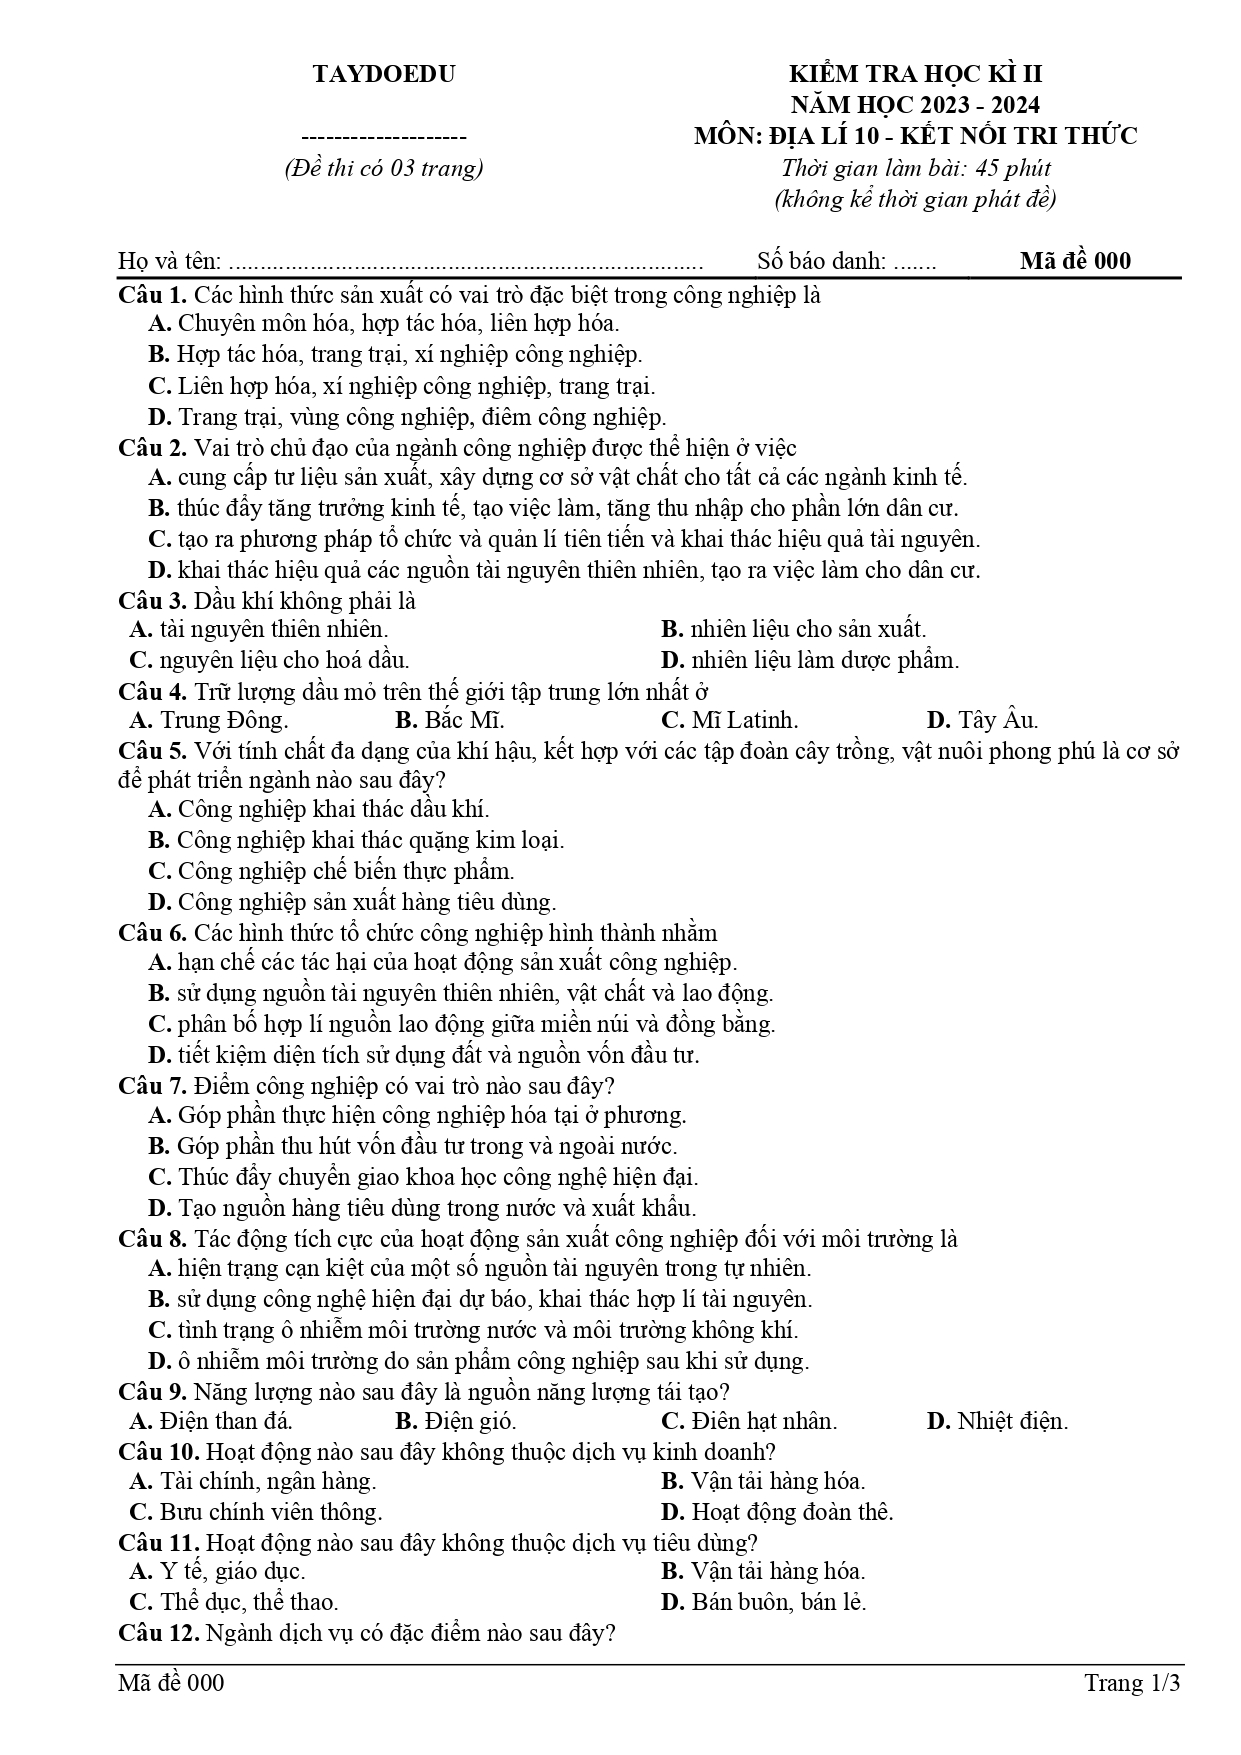 TAYDOEDU
--------------------
(Đề thi có 03 trang)
KIỂM TRA HỌC KÌ II
NĂM HỌC 2023 - 2024
MÔN: ĐỊA LÍ 10 - KẾT NỐI TRI THỨC
Thời gian làm bài: 45 phút
(không kể thời gian phát đề)
Họ và tên: ............................................................................ Số báo danh: ....... Mã đề 000
Câu 1. Các hình thức sản xuất có vai trò đặc biệt trong công nghiệp là
A. Chuyên môn hóa, hợp tác hóa, liên hợp hóa.
B. Hợp tác hóa, trang trại, xí nghiệp công nghiệp.
C. Liên hợp hóa, xí nghiệp công nghiệp, trang trại.
D. Trang trại, vùng công nghiệp, điêm công nghiệp.
Câu 2. Vai trò chủ đạo của ngành công nghiệp được thể hiện ở việc
A. cung cấp tư liệu sản xuất, xây dựng cơ sở vật chất cho tất cả các ngành kinh tế.
B. thúc đẩy tăng trưởng kinh tế, tạo việc làm, tăng thu nhập cho phần lớn dân cư.
C. tạo ra phương pháp tổ chức và quản lí tiên tiến và khai thác hiệu quả tài nguyên.
D. khai thác hiệu quả các nguồn tài nguyên thiên nhiên, tạo ra việc làm cho dân cư.
Câu 3. Dầu khí không phải là
A. tài nguyên thiên nhiên. B. nhiên liệu cho sản xuất.
C. nguyên liệu cho hoá dầu. D. nhiên liệu làm dược phẩm.
Câu 4. Trữ lượng dầu mỏ trên thế giới tập trung lớn nhất ở
A. Trung Đông. B. Bắc Mĩ. C. Mĩ Latinh. D. Tây Âu.
Câu 5. Với tính chất đa dạng của khí hậu, kết hợp với các tập đoàn cây trồng, vật nuôi phong phú là cơ sở
để phát triển ngành nào sau đây?
A. Công nghiệp khai thác dầu khí.
B. Công nghiệp khai thác quặng kim loại.
C. Công nghiệp chế biến thực phẩm.
D. Công nghiệp sản xuất hàng tiêu dùng.
Câu 6. Các hình thức tổ chức công nghiệp hình thành nhằm
A. hạn chế các tác hại của hoạt động sản xuất công nghiệp.
B. sử dụng nguồn tài nguyên thiên nhiên, vật chất và lao động.
C. phân bố hợp lí nguồn lao động giữa miền núi và đồng bằng.
D. tiết kiệm diện tích sử dụng đất và nguồn vốn đầu tư.
Câu 7. Điểm công nghiệp có vai trò nào sau đây?
A. Góp phần thực hiện công nghiệp hóa tại ở phương.
B. Góp phần thu hút vốn đầu tư trong và ngoài nước.
C. Thúc đẩy chuyển giao khoa học công nghệ hiện đại.
D. Tạo nguồn hàng tiêu dùng trong nước và xuất khẩu.
Câu 8. Tác động tích cực của hoạt động sản xuất công nghiệp đối với môi trường là
A. hiện trạng cạn kiệt của một số nguồn tài nguyên trong tự nhiên.
B. sử dụng công nghệ hiện đại dự báo, khai thác hợp lí tài nguyên.
C. tình trạng ô nhiễm môi trường nước và môi trường không khí.
D. ô nhiễm môi trường do sản phẩm công nghiệp sau khi sử dụng.
Câu 9. Năng lượng nào sau đây là nguồn năng lượng tái tạo?
A. Điện than đá. B. Điện gió. C. Điên hạt nhân. D. Nhiệt điện.
Câu 10. Hoạt động nào sau đây không thuộc dịch vụ kinh doanh?
A. Tài chính, ngân hàng. B. Vận tải hàng hóa.
C. Bưu chính viên thông. D. Hoạt động đoàn thê.
Câu 11. Hoạt động nào sau đây không thuộc dịch vụ tiêu dùng?
A. Y tế, giáo dục. B. Vận tải hàng hóa.
C. Thể dục, thể thao. D. Bán buôn, bán lẻ.
Câu 12. Ngành dịch vụ có đặc điểm nào sau đây?
Mã đề 000 Trang 1/3